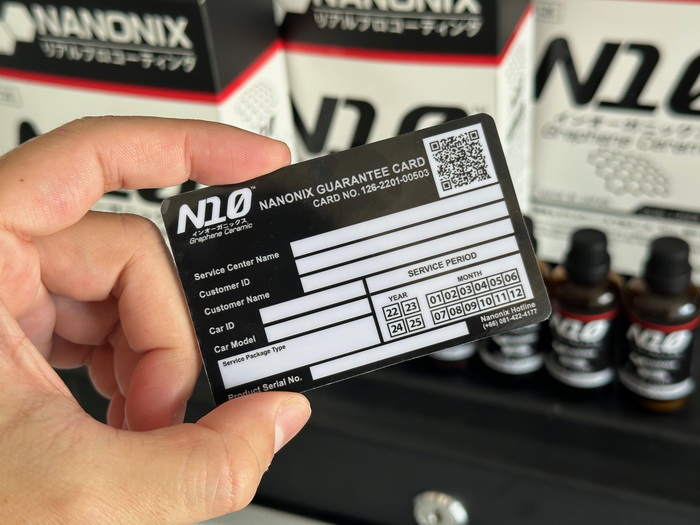 NANONIX
リアルプロコーティング
NANONIX
リアルプロコーティング
N10
インオーガニックス
Graphene Ceramic
N10™
インオーガニックス
Graphene Ceramic
NANONIX GUARANTEE CARD
CARD NO. 126-2201-00503
Service Center Name
Customer ID
Customer Name
Car ID
Car Model
Service Package Type
Product Serial No.
SERVICE PERIOD
YEAR
22 23
24 25
MONTH
01 02 03 04 05 06
07 08 09 10 11 12
Nanonix Hotline
(+66) 081-422-4177
N10
N10